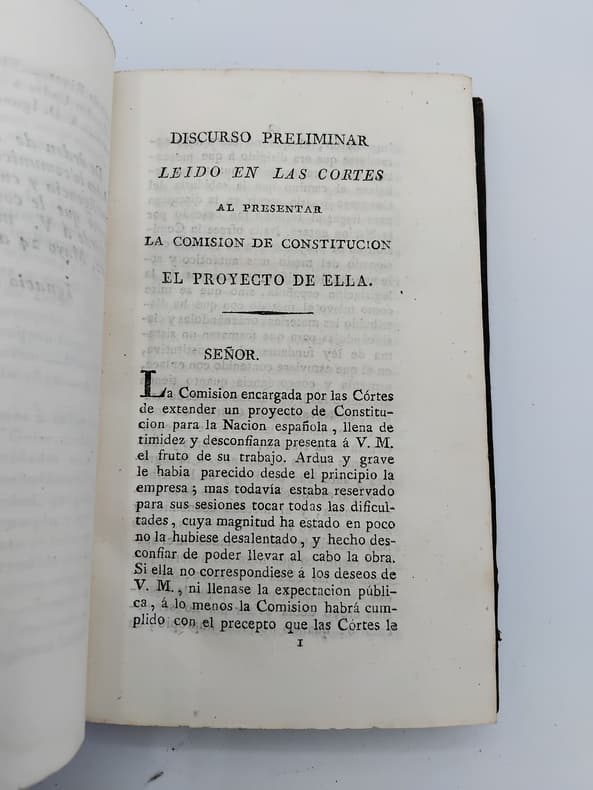 DISCURSO PRELIMINAR
LEIDO EN LAS CORTES
AL PRESENTAR
LA COMISION DE CONSTITUCION
EL PROYECTO DE ELLA.
SEÑOR.
La Comision encargada por las Córtes
de extender un proyecto de Constitu-
cion para la Nacion española, llena de
timidez y desconfianza presenta á V. M.
el fruto de su trabajo. Ardua y grave
le habia parecido desde el principio la
empresa; mas todavía estaba reservado
para sus sesiones tocar todas las dificul-
tades, cuya magnitud ha estado en poco
no la hubiese desalentado, y hecho des-
confiar de poder llevar al cabo la obra.
Si ella no correspondiese á los deseos de
V. M., ni llenase la expectacion públi-
ca, á lo menos la Comision habrá cum-
plido con el precepto que las Córtes la
1